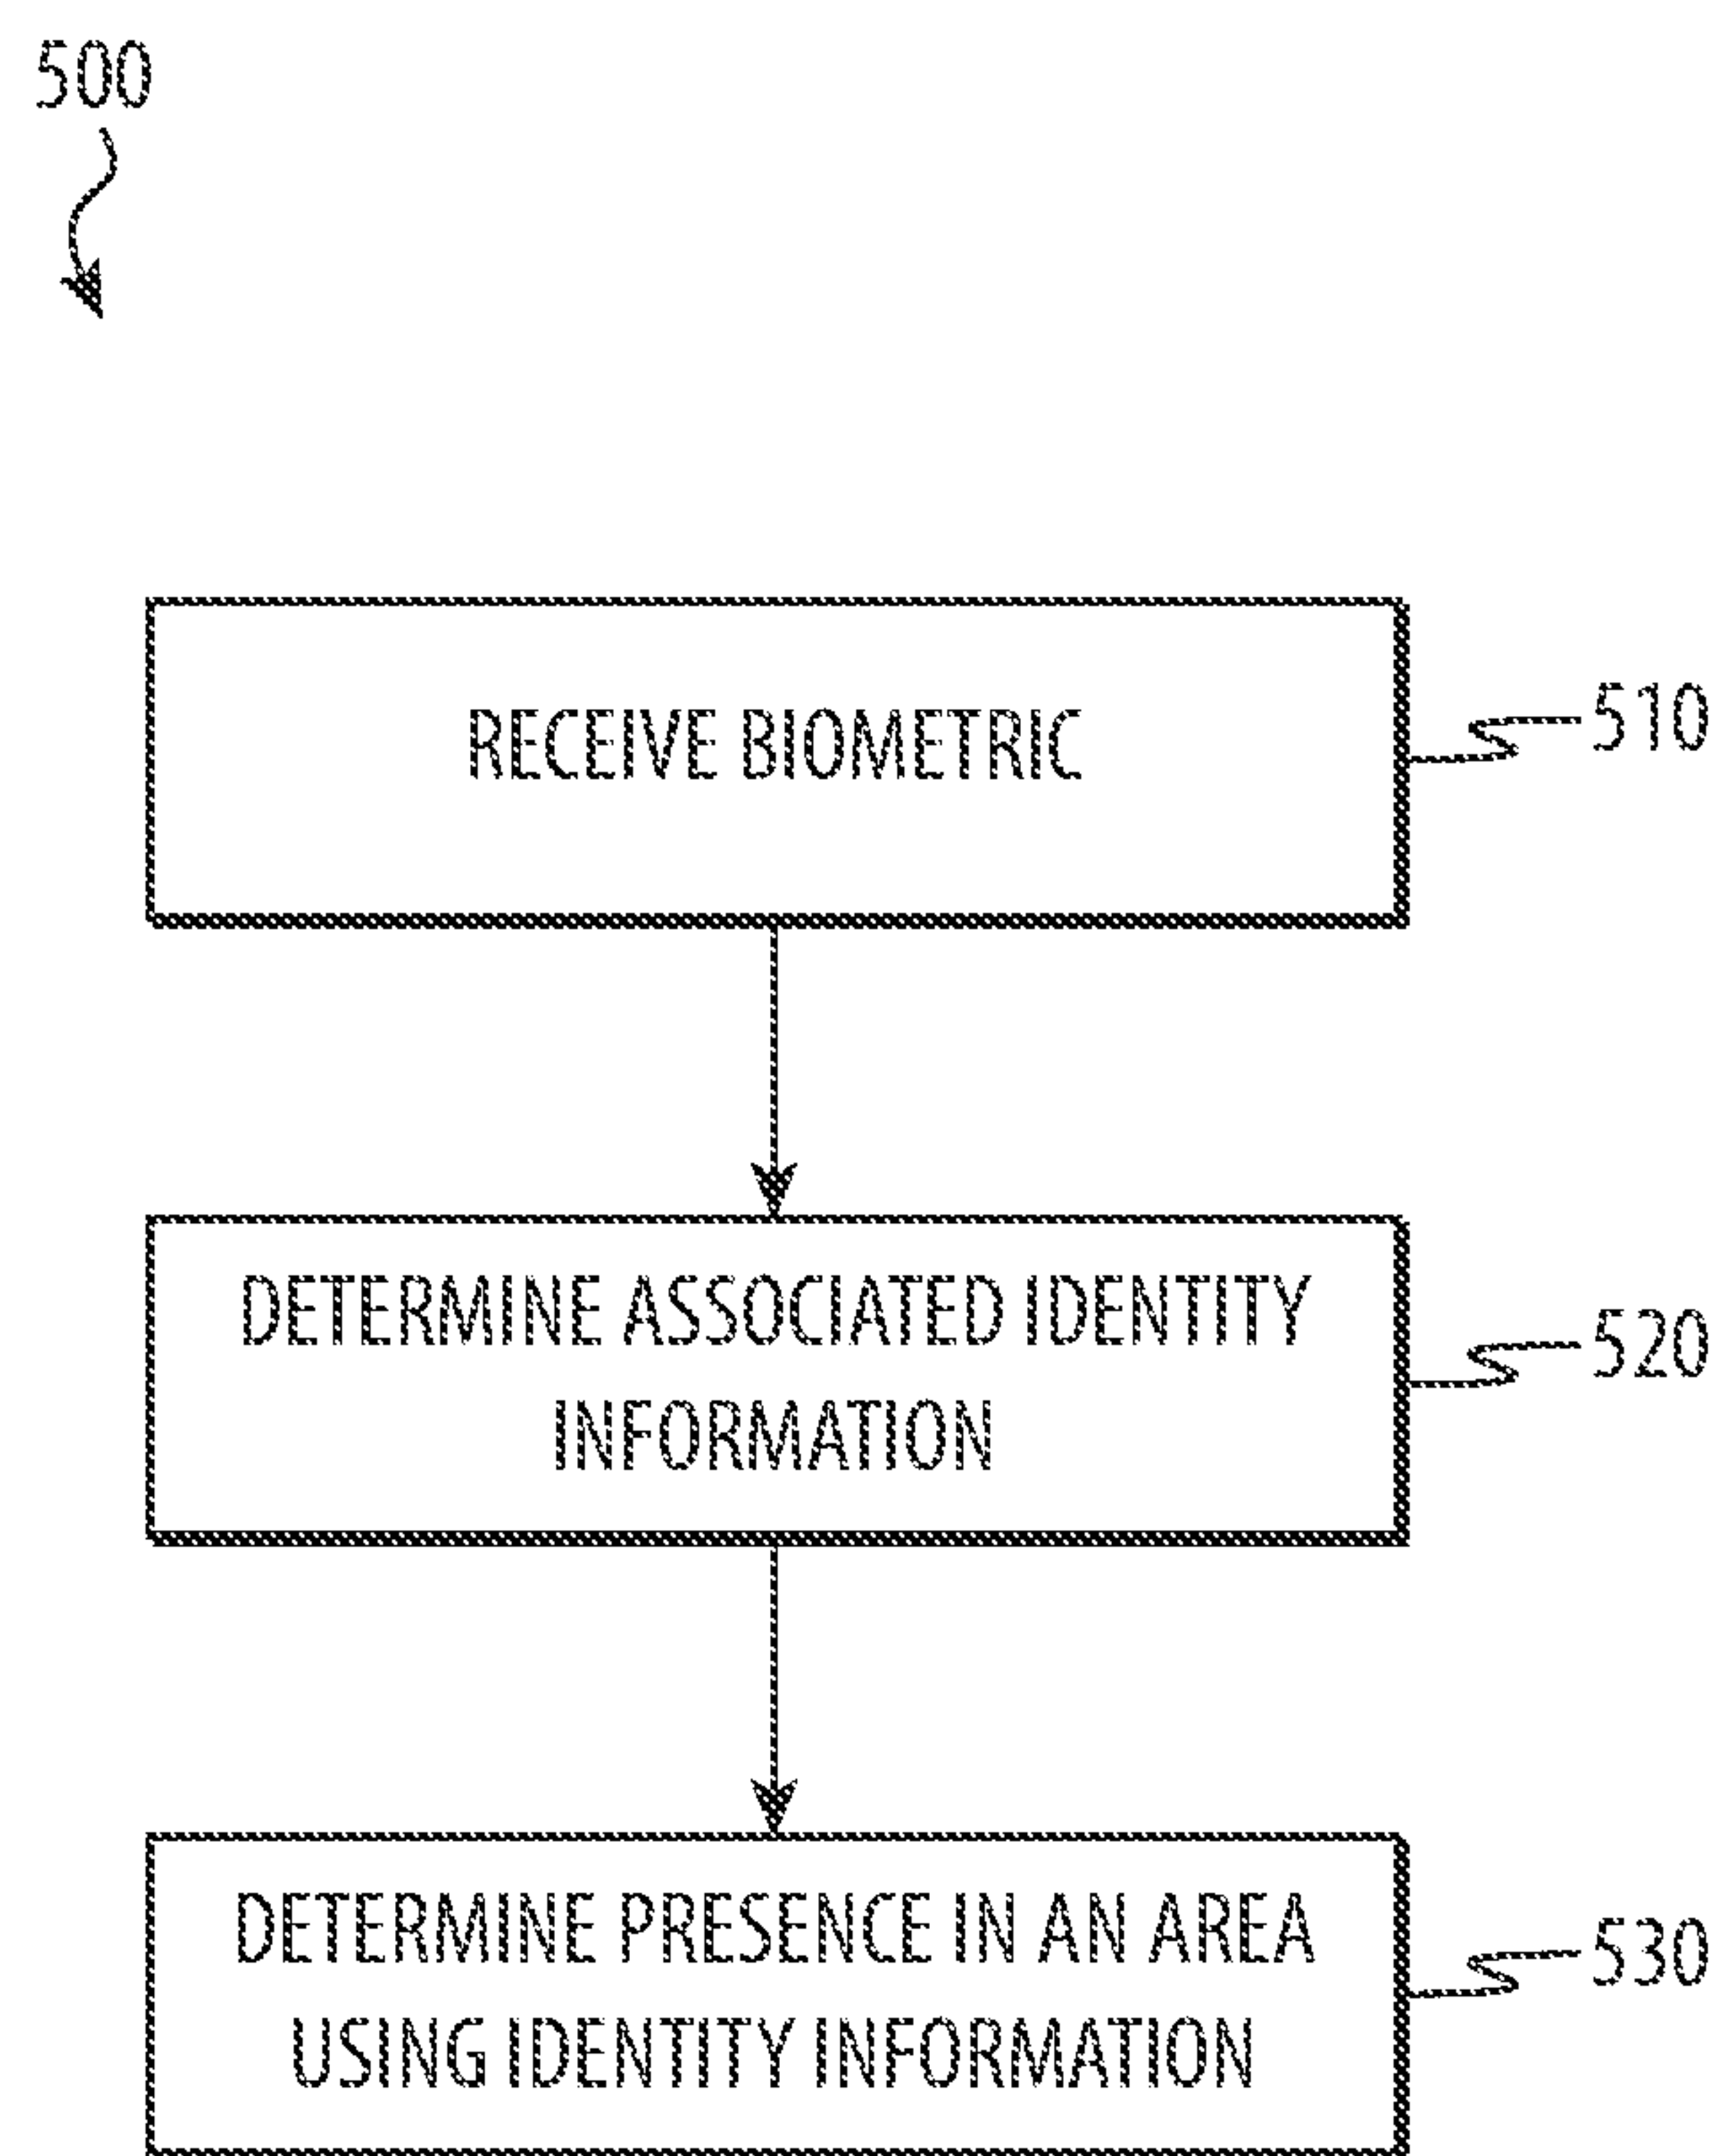 500
RECEIVE BIOMETRIC
510
DETERMINE ASSOCIATED IDENTITY
INFORMATION
520
DETERMINE PRESENCE IN AN AREA
USING IDENTITY INFORMATION
530